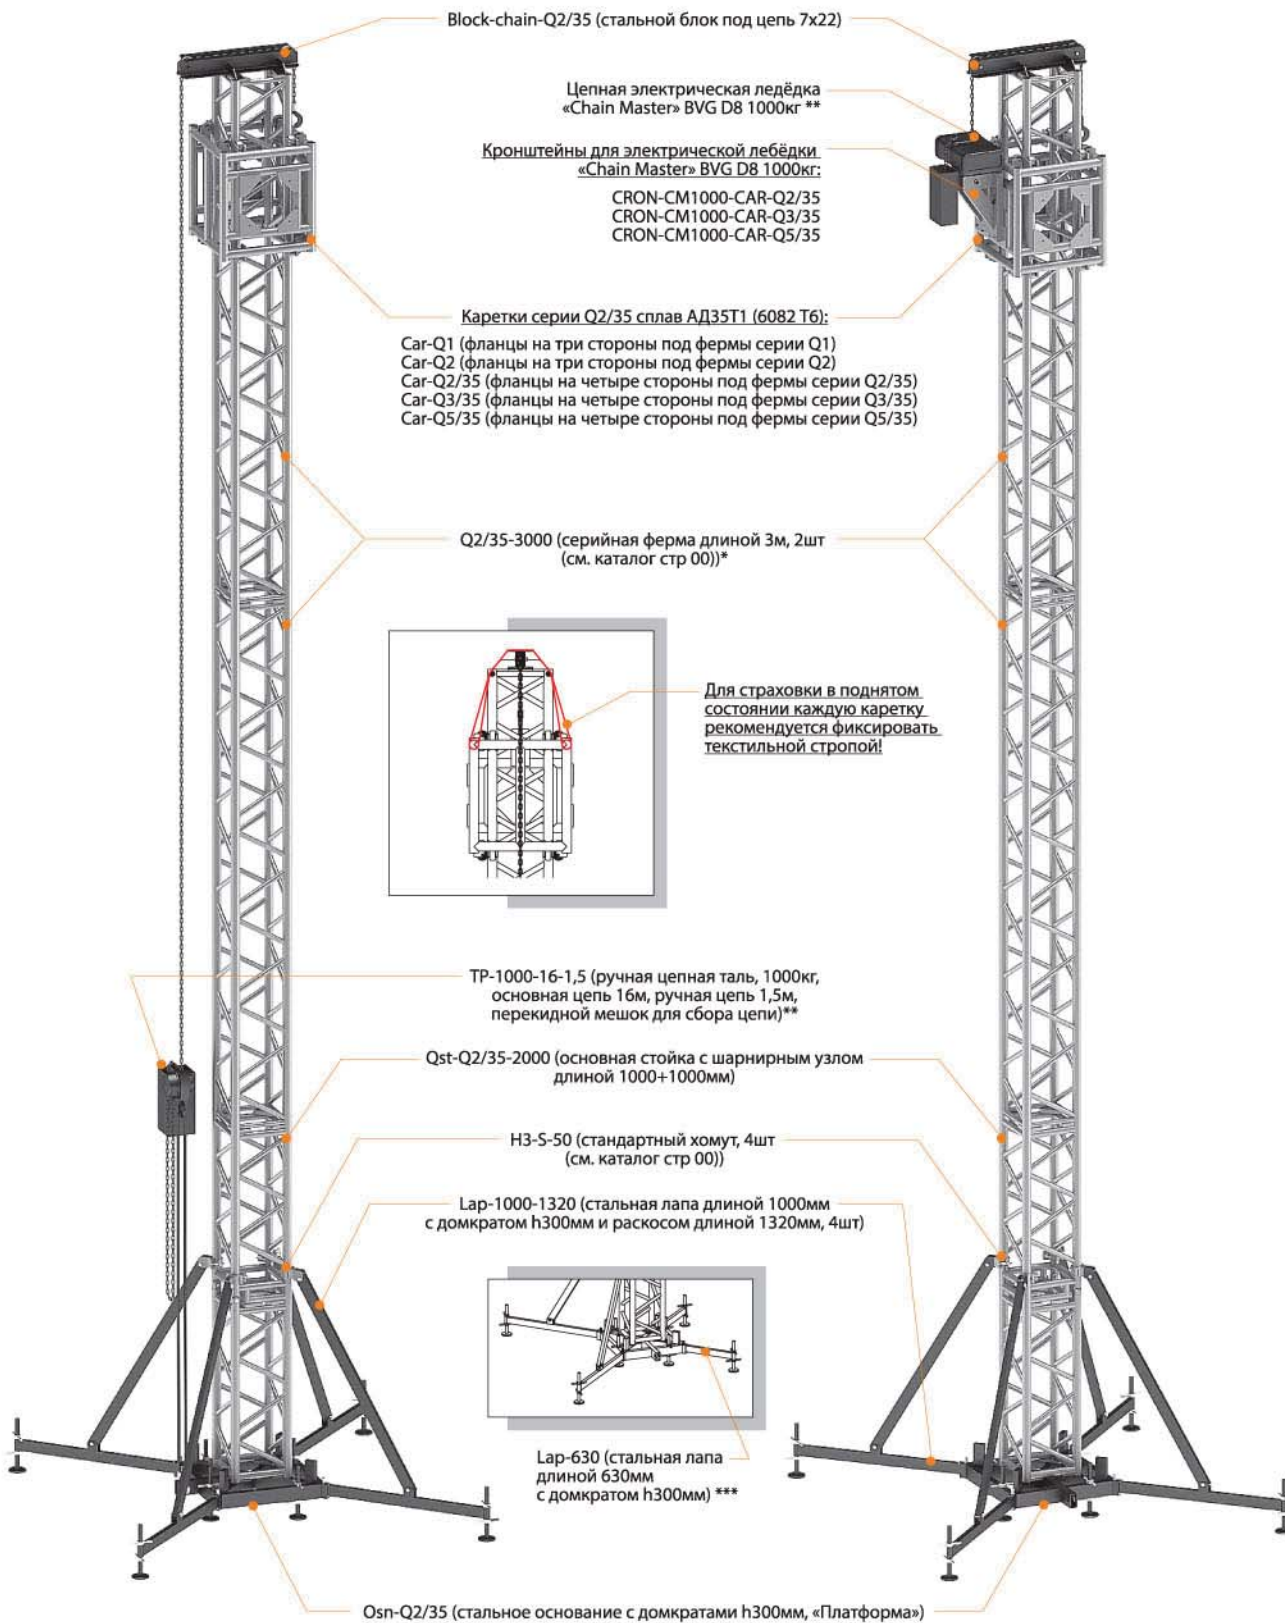 Block-chain-Q2/35 (стальной блок под цепь 7x22)
Цепная электрическая ледёдка
«Chain Master» BVG D8 1000кг **
Кронштейны для электрической лебёдки
«Chain Master» BVG D8 1000кг:
CRON-CM1000-CAR-Q2/35
CRON-CM1000-CAR-Q3/35
CRON-CM1000-CAR-Q5/35
Каретки серии Q2/35 сплав АД35Т1 (6082 Т6):
Car-Q1 (фланцы на три стороны под фермы серии Q1)
Car-Q2 (фланцы на три стороны под фермы серии Q2)
Car-Q2/35 (фланцы на четыре стороны под фермы серии Q2/35)
Car-Q3/35 (фланцы на четыре стороны под фермы серии Q3/35)
Car-Q5/35 (фланцы на четыре стороны под фермы серии Q5/35)
Q2/35-3000 (серийная ферма длиной 3м, 2шт
(см. каталог стр 00))*
Для страховки в поднятом
состоянии каждую каретку
рекомендуется фиксировать
текстильной стропой!
TP-1000-16-1,5 (ручная цепная таль, 1000кг,
основная цепь 16м, ручная цепь 1,5м,
перекидной мешок для сбора цепи)**
Qst-Q2/35-2000 (основная стойка с шарнирным узлом
длиной 1000+1000мм)
H3-S-50 (стандартный хомут, 4шт
(см. каталог стр 00))
Lap-1000-1320 (стальная лапа длиной 1000мм
с домкратом h300мм и раскосом длиной 1320мм, 4шт)
Lap-630 (стальная лапа
длиной 630мм
с домкратом h300мм) ***
Osn-Q2/35 (стальное основание с домкратами h300мм, «Платформа»)